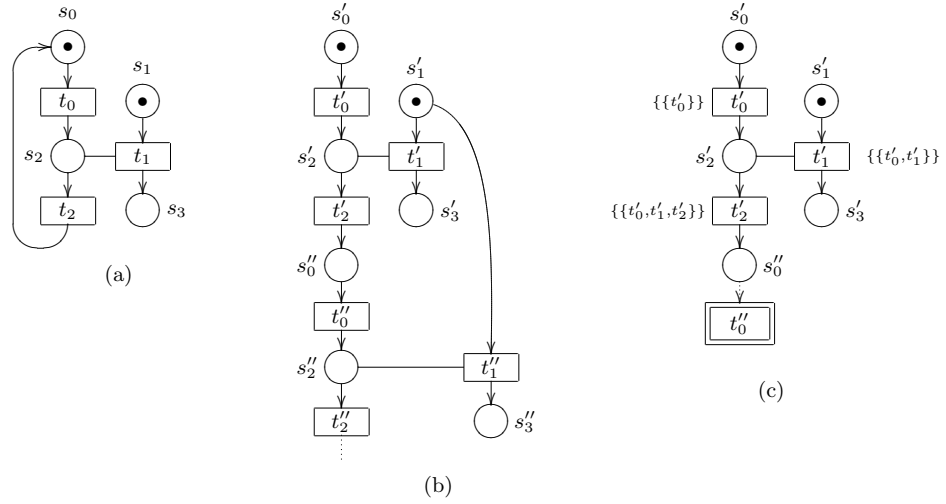 s₀
s₁
t₀
s₂
t₁
t₂
s₃
(a)
s′₀
s′₁
t′₀
s′₂
t′₁
t′₂
s′₃
s″₀
t″₀
s″₂
t″₁
t″₂
s″₃
(b)
s′₀
s′₁
{{t′₀}}
t′₀
s′₂
t′₁
{{t′₀,t′₁}}
{{t′₀,t′₁,t′₂}}
t′₂
s′₃
s″₀
t″₀
(c)